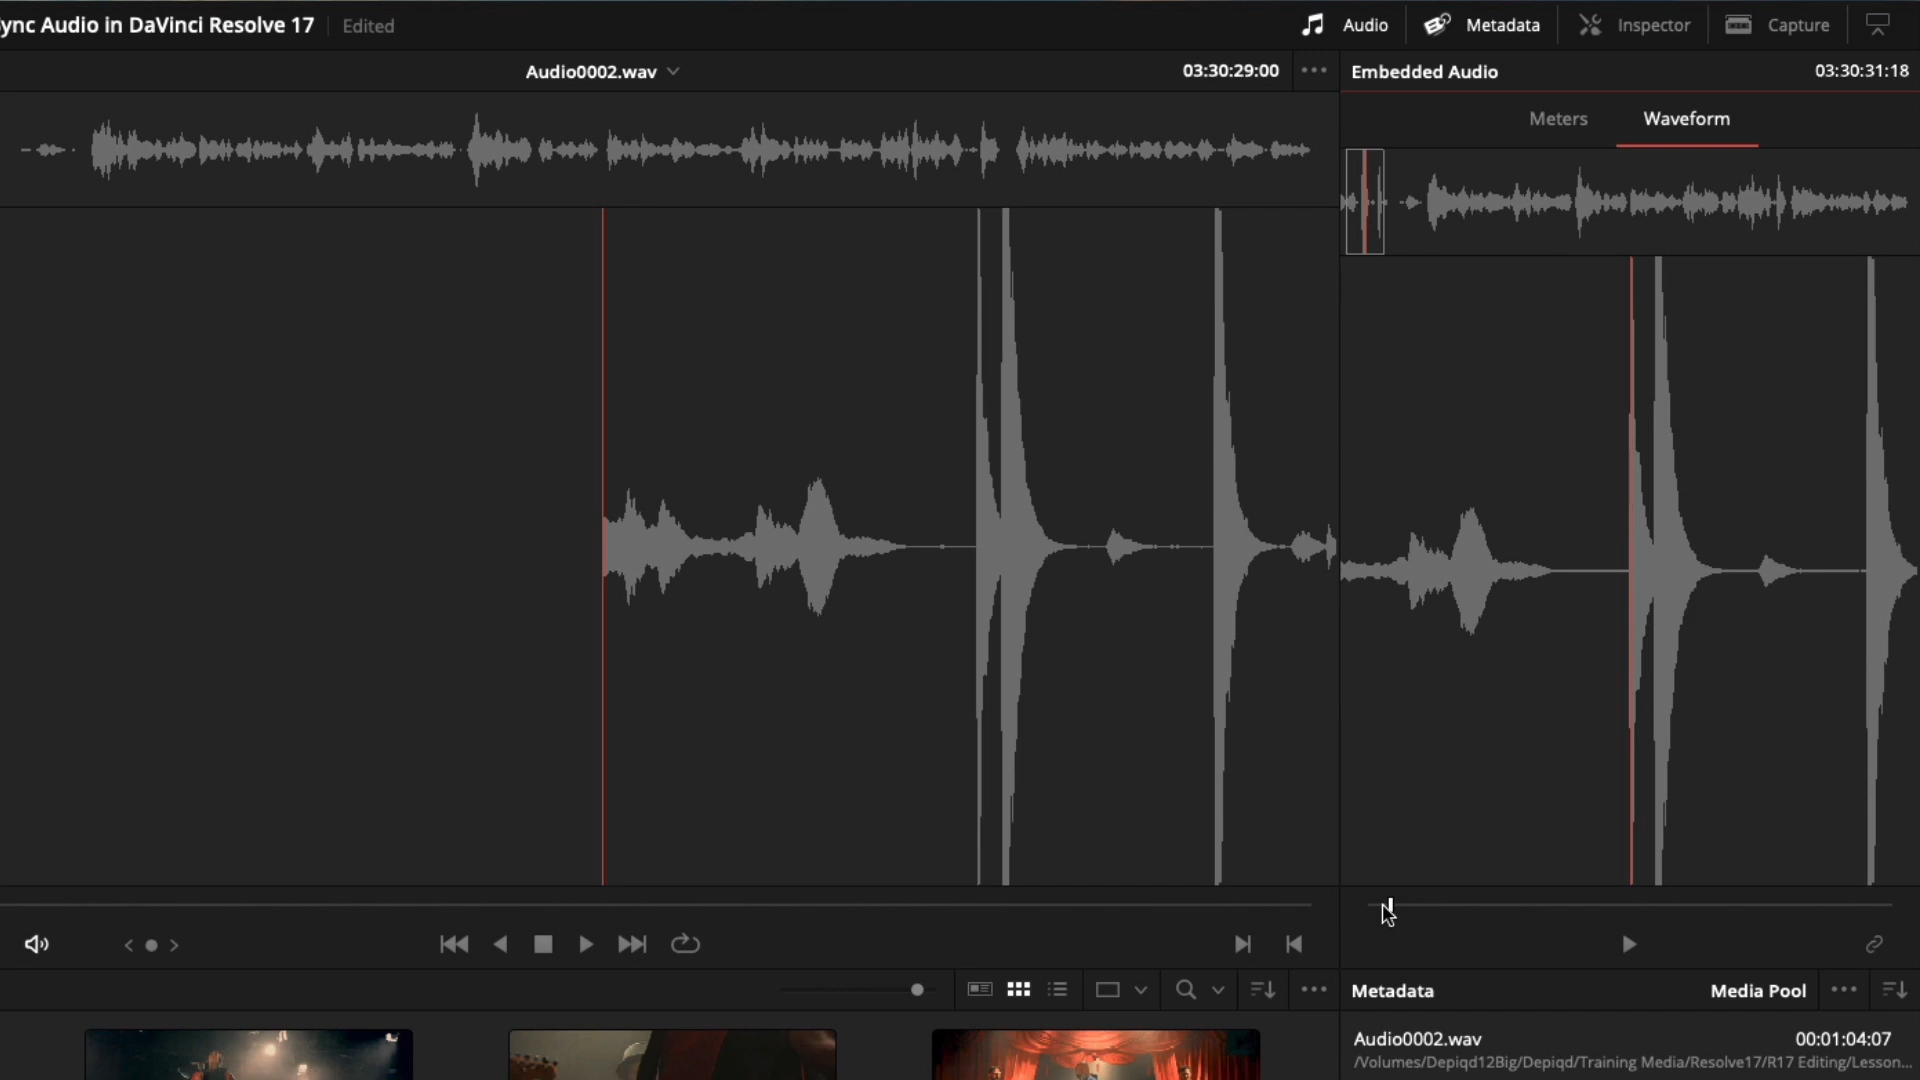 ync Audio in DaVinci Resolve 17 Edited Audio Metadata Inspector Capture
Audio0002.wav 03:30:29:00 Embedded Audio 03:30:31:18
Meters Waveform
Metadata Media Pool
Audio0002.wav 00:01:04:07
/Volumes/Depiqd12Big/Depiqd/Training Media/Resolve17/R17 Editing/Lesson...